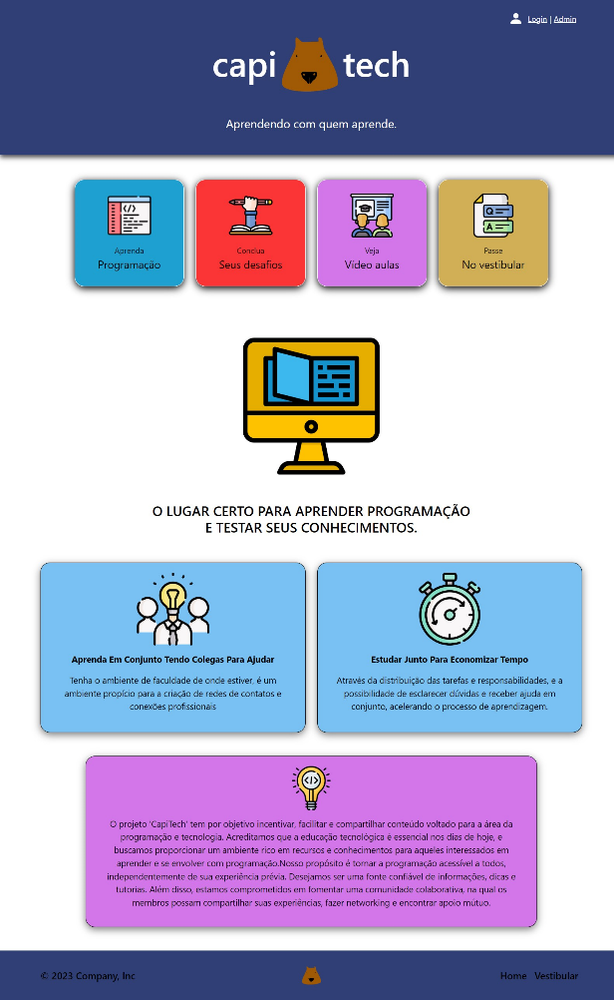 Login | Admin
capi tech
Aprendendo com quem aprende.
Aprenda
Programação
Conclua
Seus desafios
Veja
Vídeo aulas
Passe
No vestibular
O LUGAR CERTO PARA APRENDER PROGRAMAÇÃO
E TESTAR SEUS CONHECIMENTOS.
Aprenda Em Conjunto Tendo Colegas Para Ajudar
Tenha o ambiente de faculdade de onde estiver, é um
ambiente propício para a criação de redes de contatos e
conexões profissionais
Estudar Junto Para Economizar Tempo
Através da distribuição das tarefas e responsabilidades, e a
possibilidade de esclarecer dúvidas e receber ajuda em
conjunto, acelerando o processo de aprendizagem.
O projeto 'CapiTech' tem por objetivo incentivar, facilitar e compartilhar conteúdo voltado para a área da
programação e tecnologia. Acreditamos que a educação tecnológica é essencial nos dias de hoje, e
buscamos proporcionar um ambiente rico em recursos e conhecimentos para aqueles interessados em
aprender e se envolver com programação.Nosso propósito é tornar a programação acessível a todos,
independentemente de sua experiência prévia. Desejamos ser uma fonte confiável de informações, dicas e
tutorias. Além disso, estamos comprometidos em fomentar uma comunidade colaborativa, na qual os
membros possam compartilhar suas experiências, fazer networking e encontrar apoio mútuo.
© 2023 Company, Inc
Home Vestibular